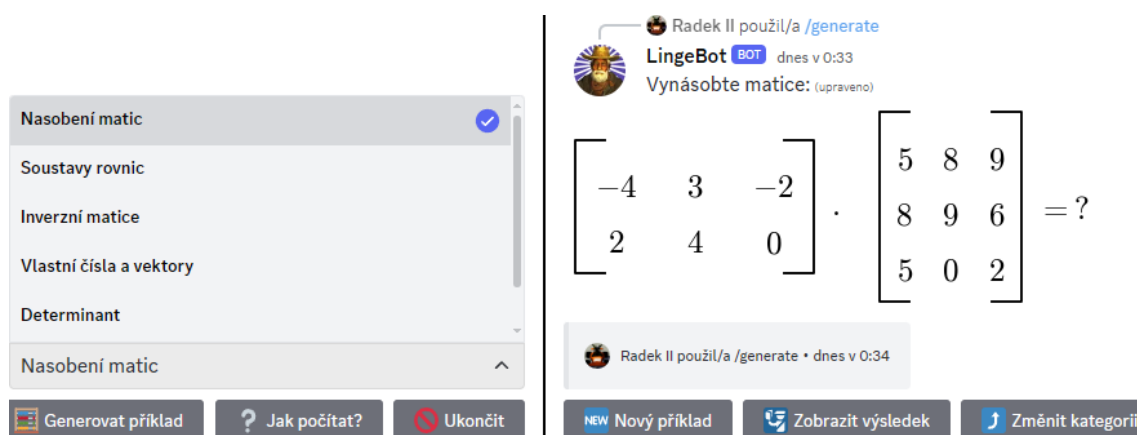 Nasobení matic
Soustavy rovnic
Inverzní matice
Vlastní čísla a vektory
Determinant
Nasobení matic
Generovat příklad
? Jak počítat?
Ukončit
Radek II použil/a /generate
LingeBot BOT dnes v 0:33
Vynásobte matice: (upraveno)
−4 3 −2
2 4 0
·
5 8 9
8 9 6
5 0 2
= ?
Radek II použil/a /generate • dnes v 0:34
NEW Nový příklad
Zobrazit výsledek
Změnit kategorii